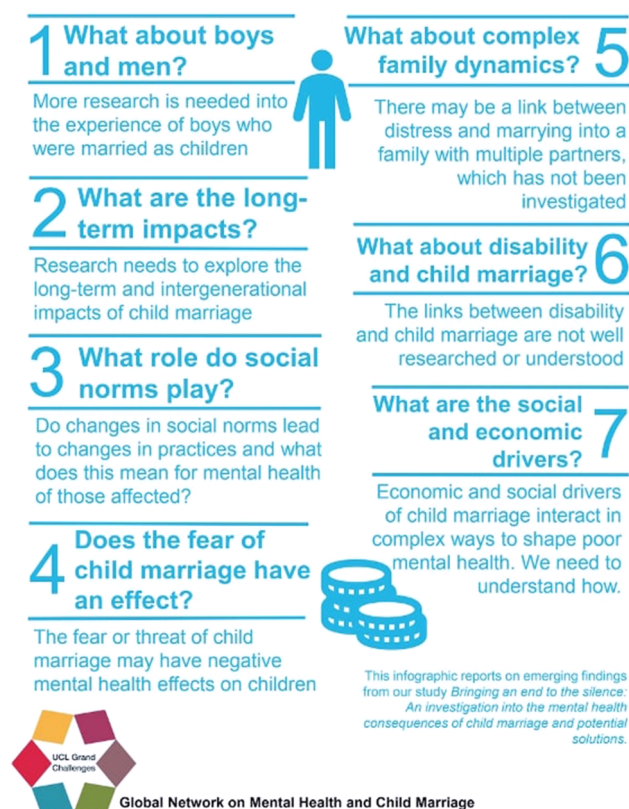 1
What about boys
and men?
More research is needed into
the experience of boys who
were married as children
2
What are the long-
term impacts?
Research needs to explore the
long-term and intergenerational
impacts of child marriage
3
What role do social
norms play?
Do changes in social norms lead
to changes in practices and what
does this mean for mental health
of those affected?
4
Does the fear of
child marriage have
an effect?
The fear or threat of child
marriage may have negative
mental health effects on children
What about complex
family dynamics?
5
There may be a link between
distress and marrying into a
family with multiple partners,
which has not been
investigated
What about disability
and child marriage?
6
The links between disability
and child marriage are not well
researched or understood
What are the social
and economic
drivers?
7
Economic and social drivers
of child marriage interact in
complex ways to shape poor
mental health. We need to
understand how.
This infographic reports on emerging findings
from our study Bringing an end to the silence:
An investigation into the mental health
consequences of child marriage and potential
solutions.
UCL Grand
Challenges
Global Network on Mental Health and Child Marriage